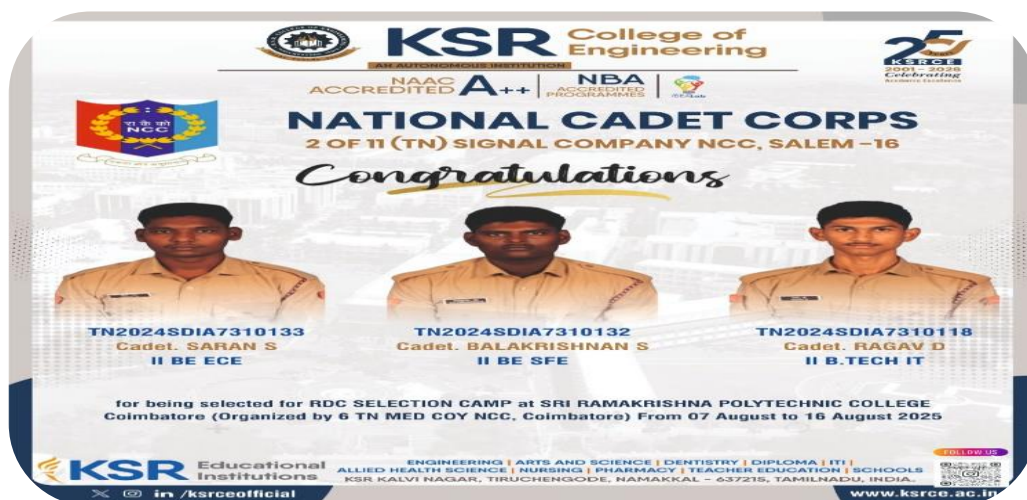 KSR College of
Engineering
AN AUTONOMOUS INSTITUTION
25
KSRCE
2001 - 2026
Celebrating
Academic Excellence
NAAC
ACCREDITED A++
NBA
ACCREDITED
PROGRAMMES
रा कै को
NCC
NATIONAL CADET CORPS
2 OF 11 (TN) SIGNAL COMPANY NCC, SALEM -16
Congratulations
TN2024SDIA7310133
Cadet. SARAN S
II BE ECE
TN2024SDIA7310132
Cadet. BALAKRISHNAN S
II BE SFE
TN2024SDIA7310118
Cadet. RAGAV D
II B.TECH IT
for being selected for RDC SELECTION CAMP at SRI RAMAKRISHNA POLYTECHNIC COLLEGE
Coimbatore (Organized by 6 TN MED COY NCC, Coimbatore) From 07 August to 16 August 2025
KSR Educational
Institutions
ENGINEERING | ARTS AND SCIENCE | DENTISTRY | DIPLOMA | ITI |
ALLIED HEALTH SCIENCE | NURSING | PHARMACY | TEACHER EDUCATION | SCHOOLS
KSR KALVI NAGAR, TIRUCHENGODE, NAMAKKAL - 637215, TAMILNADU, INDIA.
FOLLOW US
/ksrceofficial
www.ksrce.ac.in